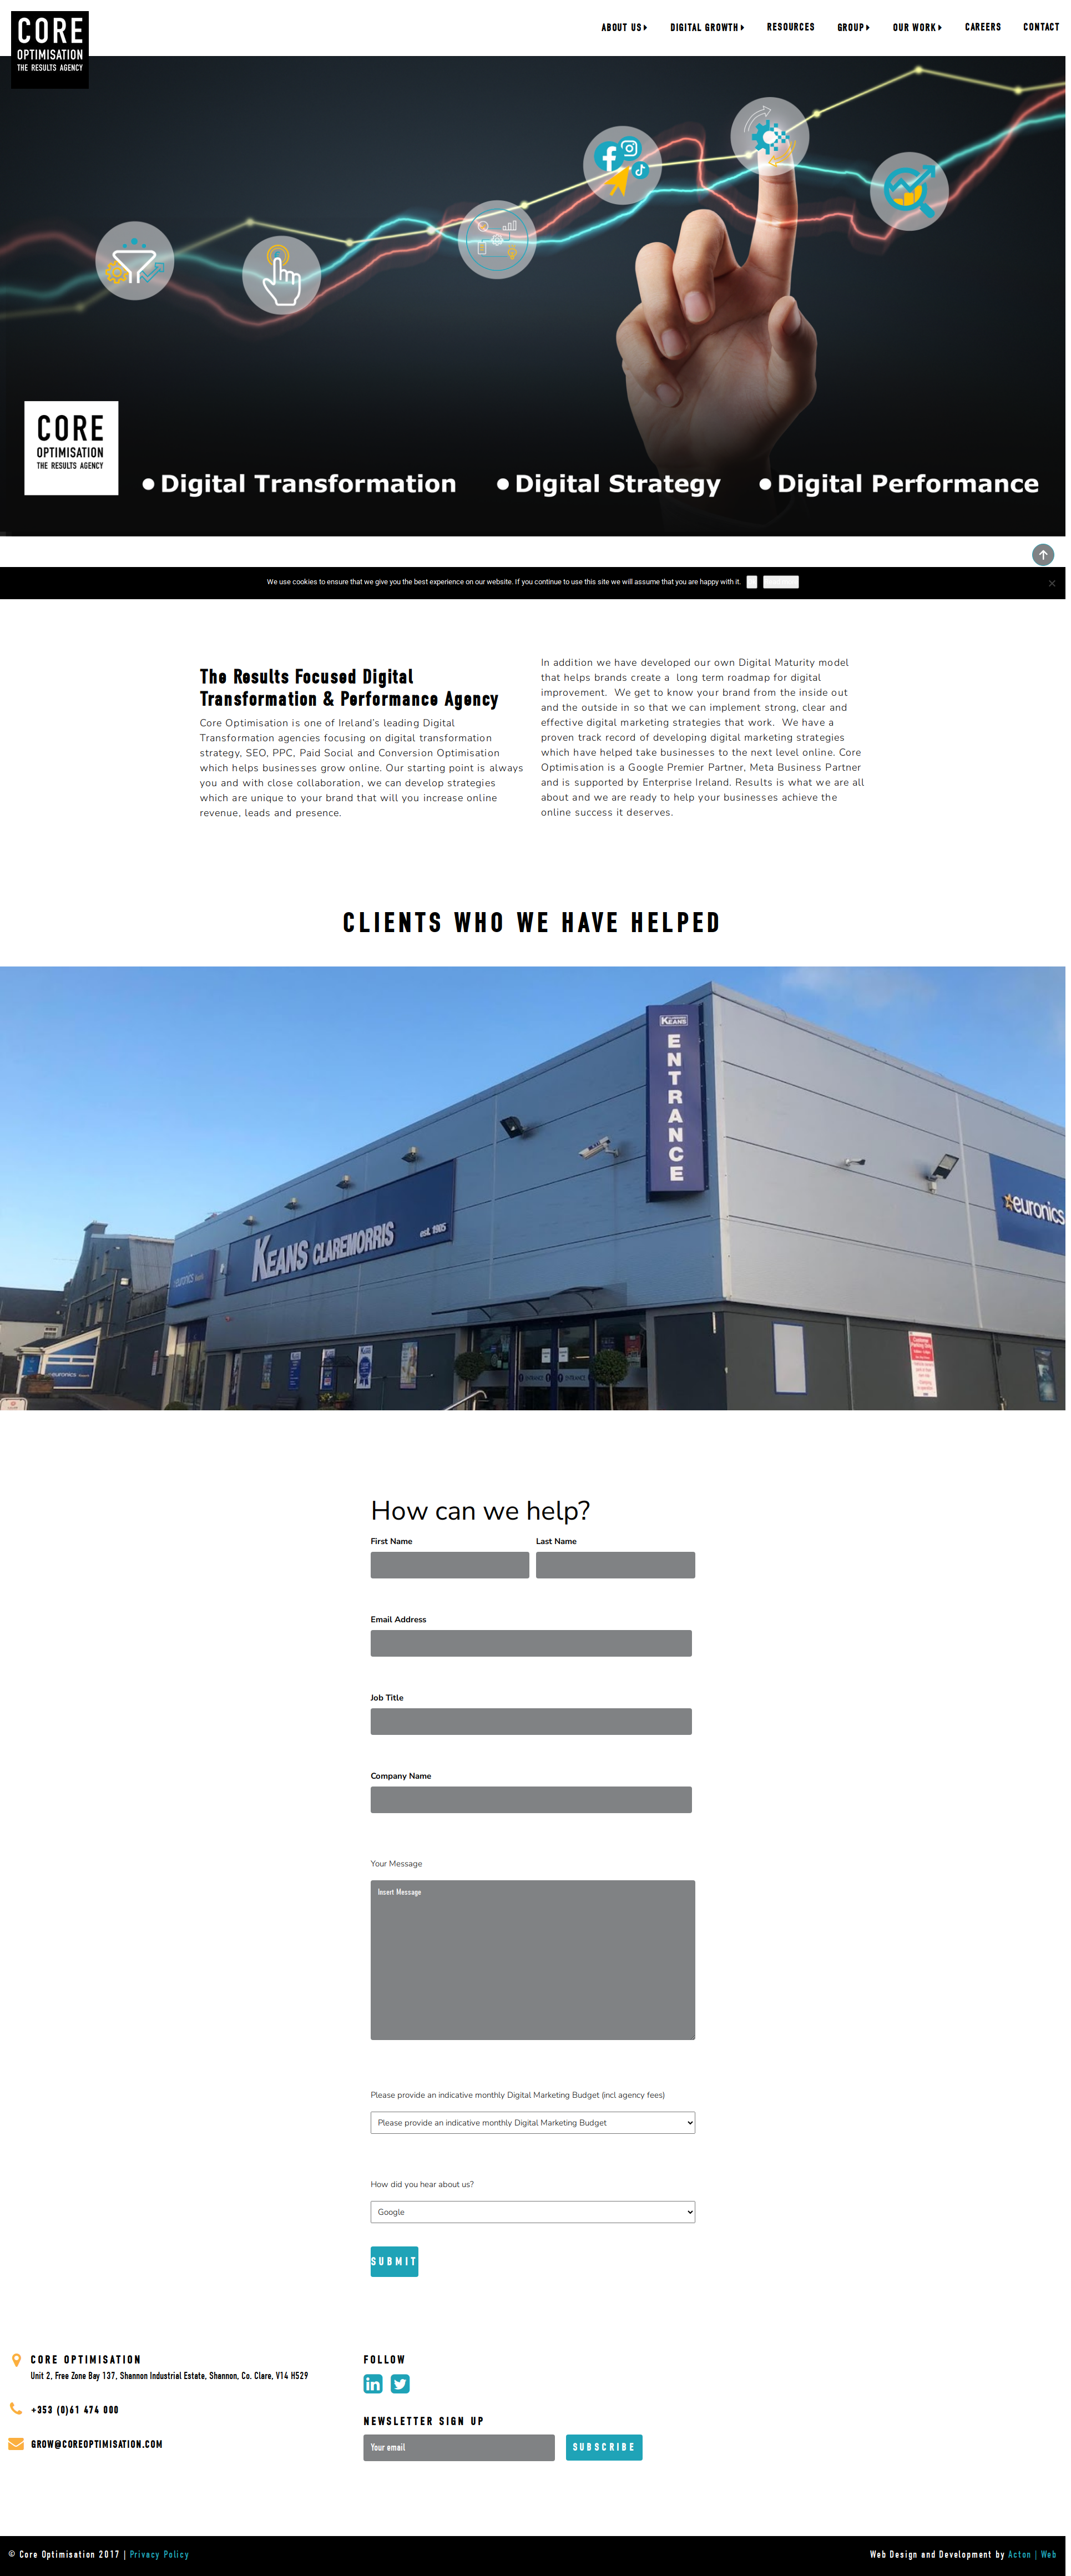 CORE
OPTIMISATION
THE RESULTS AGENCY
ABOUT US DIGITAL GROWTH RESOURCES GROUP OUR WORK CAREERS CONTACT
CORE
OPTIMISATION
THE RESULTS AGENCY
• Digital Transformation • Digital Strategy • Digital Performance
We use cookies to ensure that we give you the best experience on our website. If you continue to use this site we will assume that you are happy with it.
The Results Focused Digital
Transformation & Performance Agency
Core Optimisation is one of Ireland's leading Digital
Transformation agencies focusing on digital transformation
strategy, SEO, PPC, Paid Social and Conversion Optimisation
which helps businesses grow online. Our starting point is always
you and with close collaboration, we can develop strategies
which are unique to your brand that will you increase online
revenue, leads and presence.
In addition we have developed our own Digital Maturity model
that helps brands create a long term roadmap for digital
improvement. We get to know your brand from the inside out
and the outside in so that we can implement strong, clear and
effective digital marketing strategies that work. We have a
proven track record of developing digital marketing strategies
which have helped take businesses to the next level online. Core
Optimisation is a Google Premier Partner, Meta Business Partner
and is supported by Enterprise Ireland. Results is what we are all
about and we are ready to help your businesses achieve the
online success it deserves.
CLIENTS WHO WE HAVE HELPED
KEANS
ENTRANCE
euronics
KEANS CLAREMORRIS est. 1905
euronics
euronics
ENTRANCE ENTRANCE
How can we help?
First Name Last Name
Email Address
Job Title
Company Name
Your Message
Insert Message
Please provide an indicative monthly Digital Marketing Budget (incl agency fees)
Please provide an indicative monthly Digital Marketing Budget
How did you hear about us?
Google
SUBMIT
CORE OPTIMISATION
Unit 2, Free Zone Bay 137, Shannon Industrial Estate, Shannon, Co. Clare, V14 H529
+353 (0)61 474 000
GROW@COREOPTIMISATION.COM
FOLLOW
NEWSLETTER SIGN UP
Your email SUBSCRIBE
© Core Optimisation 2017 | Privacy Policy
Web Design and Development by Acton | Web